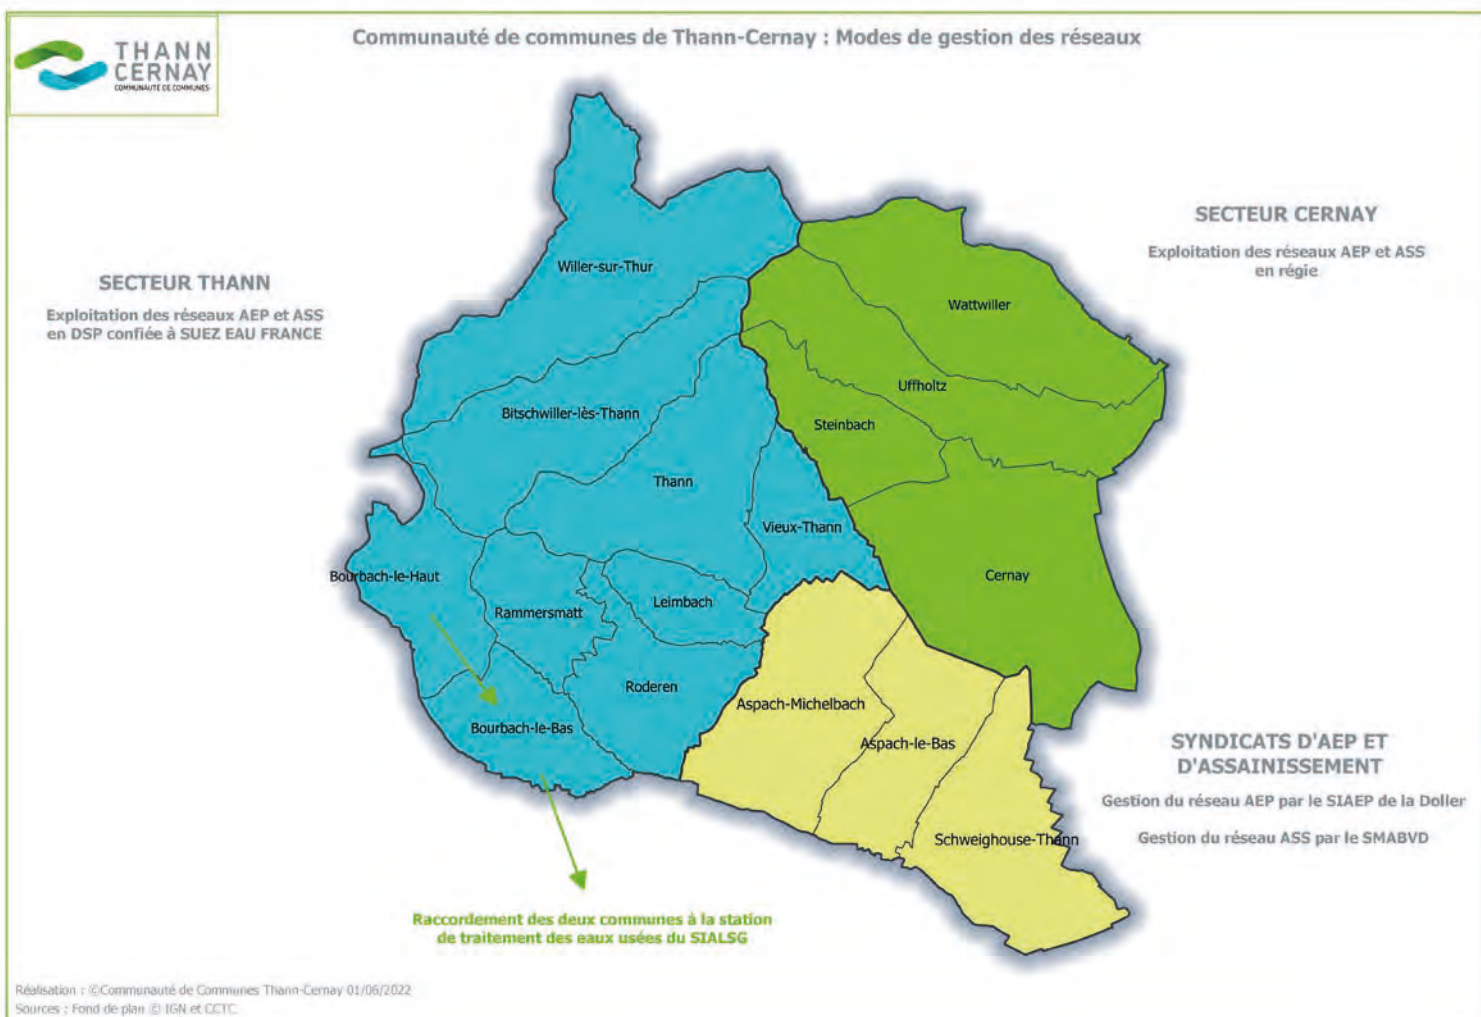 THANN
CERNAY
COMMUNAUTÉ DE COMMUNES
Communauté de communes de Thann-Cernay : Modes de gestion des réseaux
SECTEUR THANN
Exploitation des réseaux AEP et ASS
en DSP confiée à SUEZ EAU FRANCE
SECTEUR CERNAY
Exploitation des réseaux AEP et ASS
en régie
Willer-sur-Thur
Wattwiller
Uffholtz
Bitschwiller-lès-Thann
Steinbach
Thann
Vieux-Thann
Bourbach-le-Haut
Cernay
Rammersmatt
Leimbach
Roderen
Aspach-Michelbach
Bourbach-le-Bas
Aspach-le-Bas
Schweighouse-Thann
SYNDICATS D'AEP ET
D'ASSAINISSEMENT
Gestion du réseau AEP par le SIAEP de la Doller
Gestion du réseau ASS par le SMABVD
Raccordement des deux communes à la station
de traitement des eaux usées du SIALSG
Réalisation : ©Communauté de Communes Thann-Cernay 01/06/2022
Sources : Fond de plan © IGN et CCTC